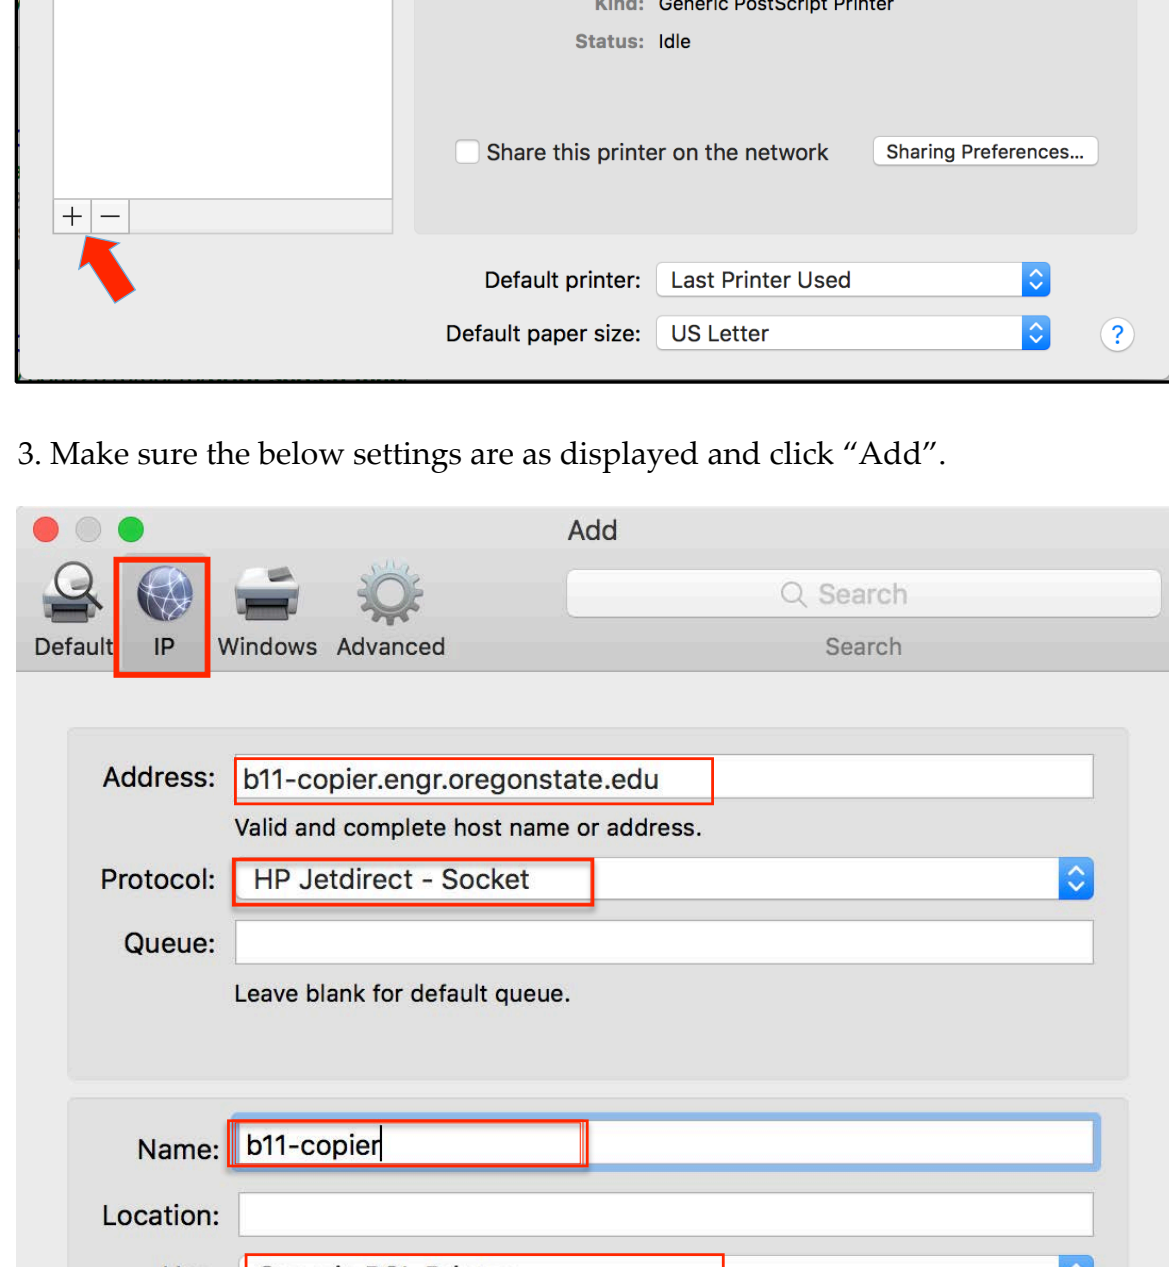 Kind: Generic PostScript Printer
Status: Idle
Share this printer on the network Sharing Preferences...
+ −
Default printer: Last Printer Used
Default paper size: US Letter ?
3. Make sure the below settings are as displayed and click “Add”.
Add
Search
Default IP Windows Advanced Search
Address: b11-copier.engr.oregonstate.edu
Valid and complete host name or address.
Protocol: HP Jetdirect - Socket
Queue:
Leave blank for default queue.
Name: b11-copier
Location: